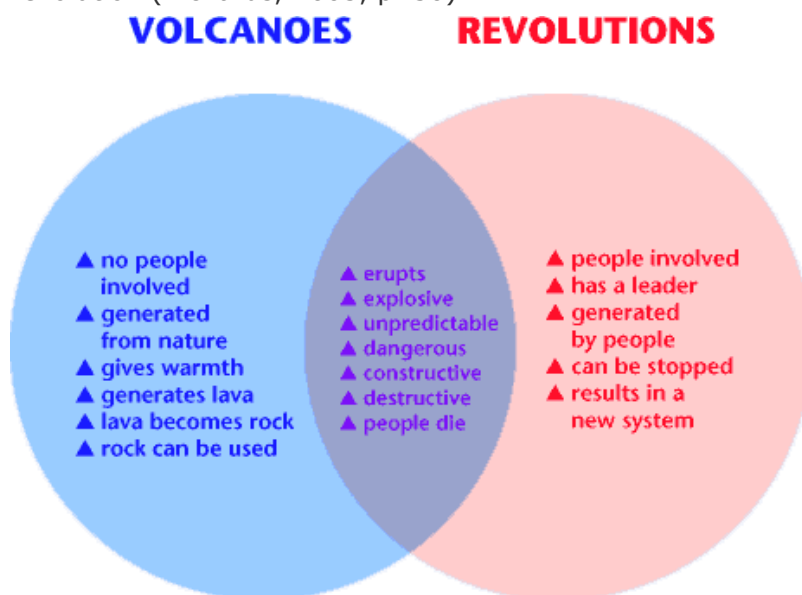 VOLCANOES
REVOLUTIONS
▲ no people
involved
▲ generated
from nature
▲ gives warmth
▲ generates lava
▲ lava becomes rock
▲ rock can be used
▲ erupts
▲ explosive
▲ unpredictable
▲ dangerous
▲ constructive
▲ destructive
▲ people die
▲ people involved
▲ has a leader
▲ generated
by people
▲ can be stopped
▲ results in a
new system